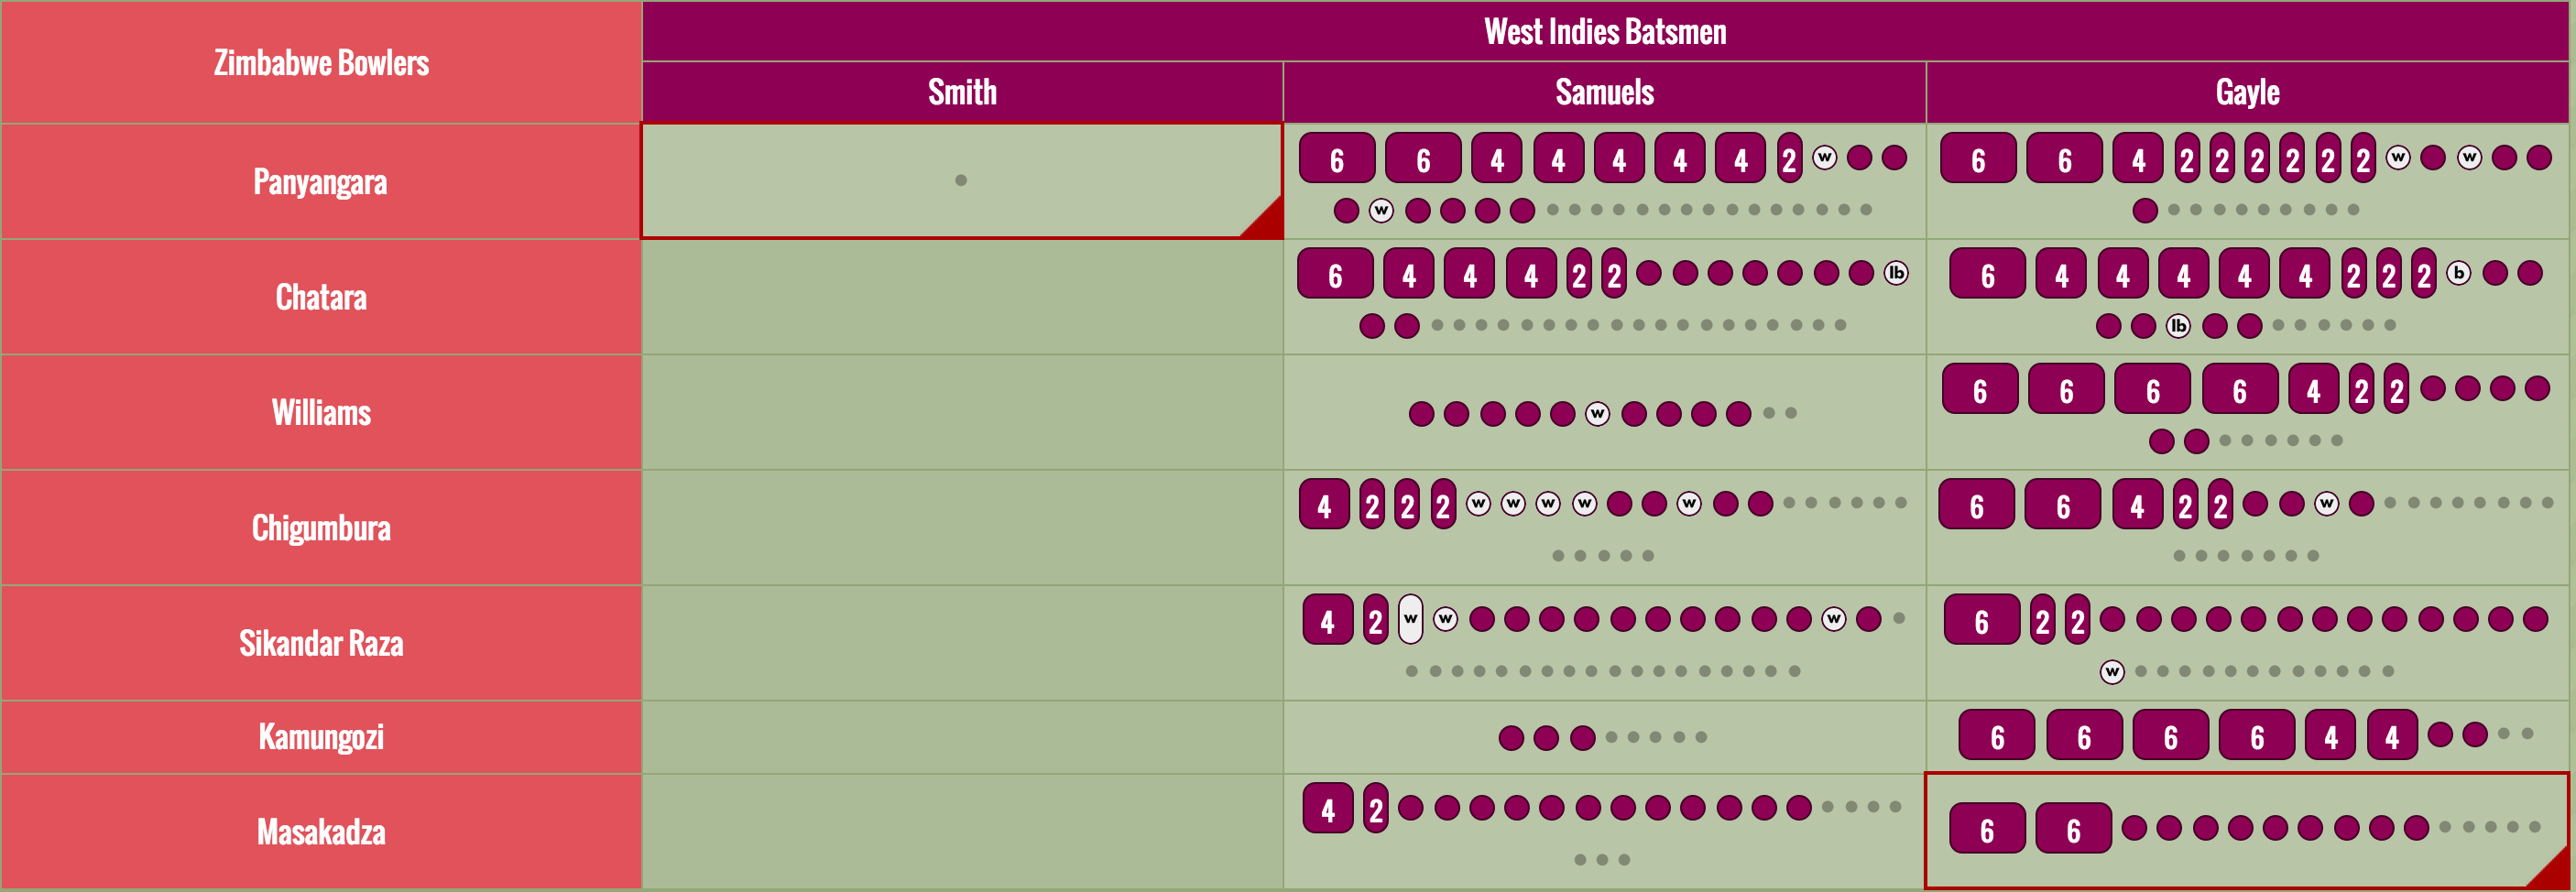 Zimbabwe Bowlers
West Indies Batsmen
Smith
Samuels
Gayle
Panyangara
6 6 4 4 4 4 4 2 w
w
6 6 4 2 2 2 2 2 2 w w
Chatara
6 4 4 4 2 2 lb
6 4 4 4 4 4 2 2 2 b
lb
Williams
w
6 6 6 6 4 2 2
Chigumbura
4 2 2 2 w w w w w
6 6 4 2 2 w
Sikandar Raza
4 2 w w w
6 2 2
w
Kamungozi
6 6 6 6 4 4
Masakadza
4 2
6 6